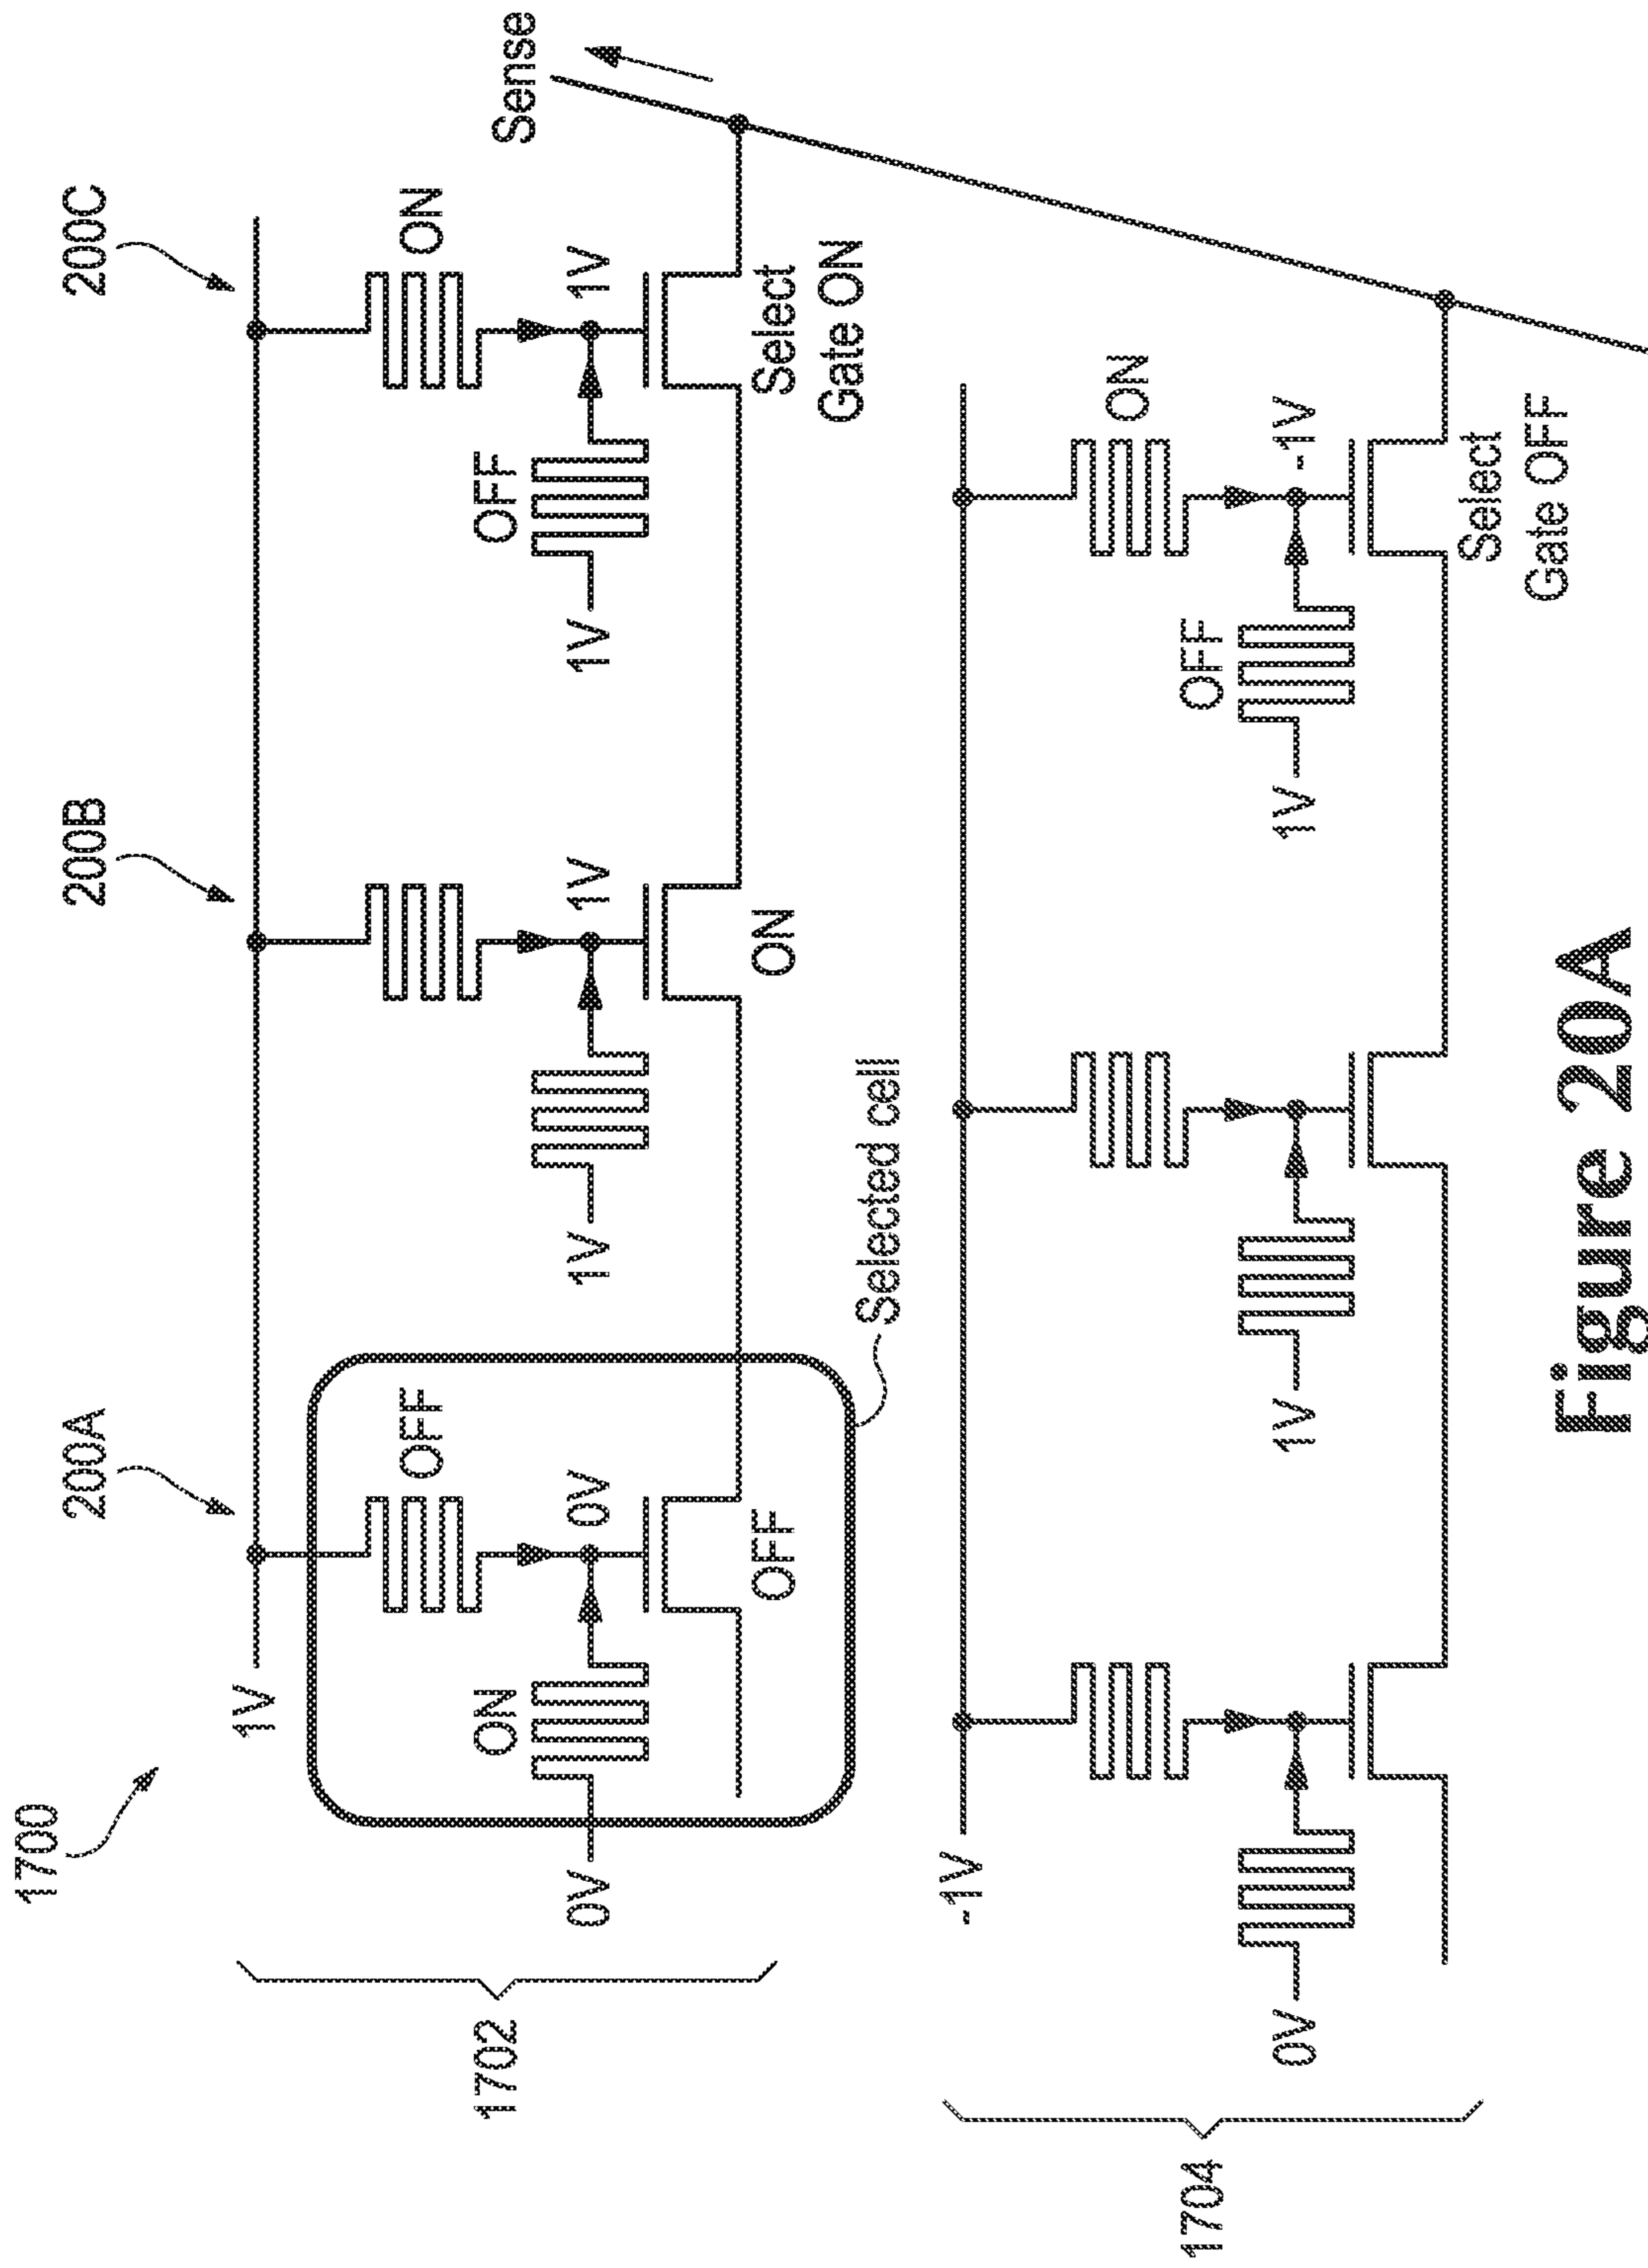 1700
200A
200B
200C
1V
Sense
OFF
ON
ON
OFF
0V
0V
1V
1V
1V
1V
OFF
ON
Select
Gate ON
1702
Selected cell
-1V
ON
OFF
0V
1V
1V
-1V
Select
Gate OFF
1704
Figure 20A